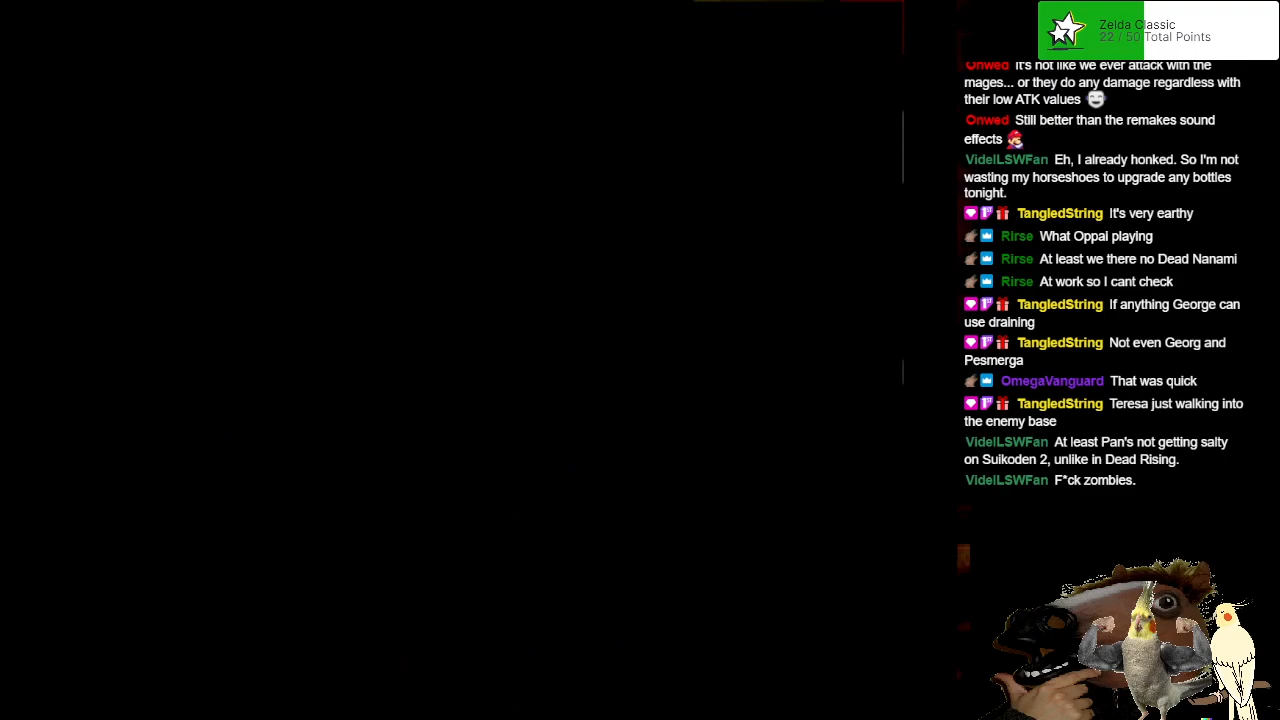 Zelda Classic
22 / 50 Total Points
Onwed It's not like we ever attack with the
mages... or they do any damage regardless with
their low ATK values
Onwed Still better than the remakes sound
effects
VidelLSWFan Eh, I already honked. So I'm not
wasting my horseshoes to upgrade any bottles
tonight.
TangledString It's very earthy
Rirse What Oppai playing
Rirse At least we there no Dead Nanami
Rirse At work so I cant check
TangledString If anything George can
use draining
TangledString Not even Georg and
Pesmerga
OmegaVanguard That was quick
TangledString Teresa just walking into
the enemy base
VidelLSWFan At least Pan's not getting salty
on Suikoden 2, unlike in Dead Rising.
VidelLSWFan F*ck zombies.